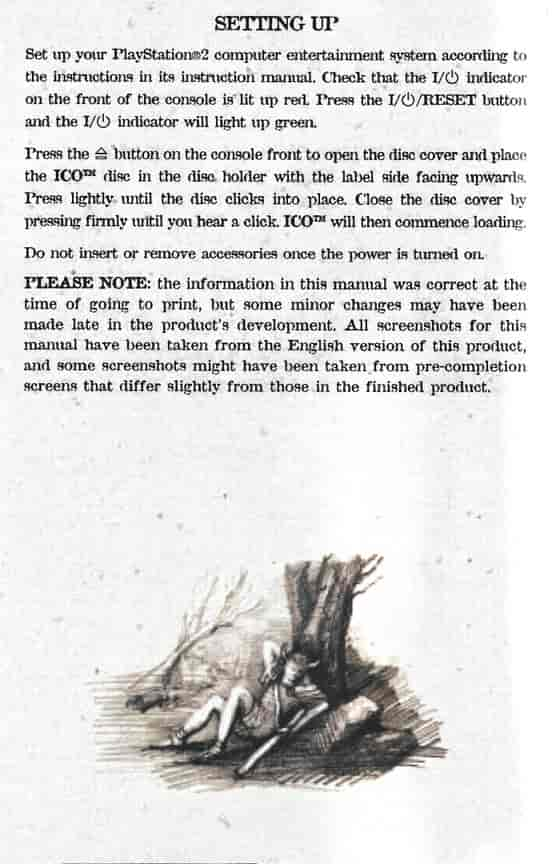 SETTING UP
Set up your PlayStation®2 computer entertainment system according to
the instructions in its instruction manual. Check that the I/⏻ indicator
on the front of the console is lit up red. Press the I/⏻/RESET button
and the I/⏻ indicator will light up green.
Press the ⏏ button on the console front to open the disc cover and place
the ICO™ disc in the disc holder with the label side facing upwards.
Press lightly until the disc clicks into place. Close the disc cover by
pressing firmly until you hear a click. ICO™ will then commence loading.
Do not insert or remove accessories once the power is turned on.
PLEASE NOTE: the information in this manual was correct at the
time of going to print, but some minor changes may have been
made late in the product's development. All screenshots for this
manual have been taken from the English version of this product,
and some screenshots might have been taken from pre-completion
screens that differ slightly from those in the finished product.